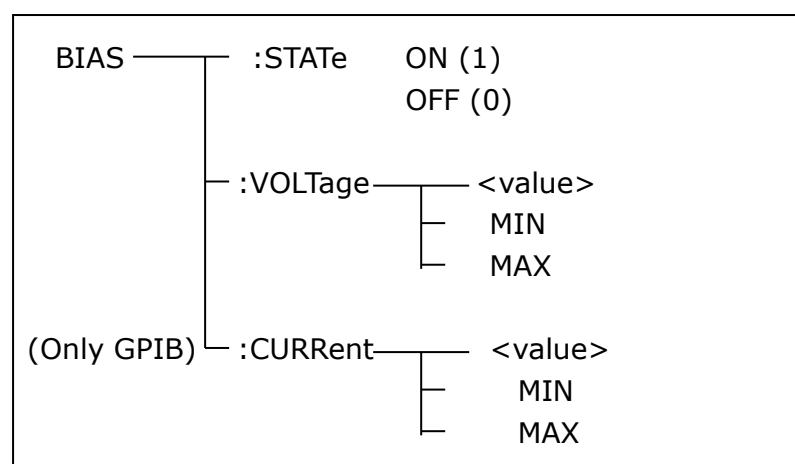 BIAS :STATe ON (1)
OFF (0)
:VOLTage <value>
MIN
MAX
(Only GPIB) :CURRent <value>
MIN
MAX